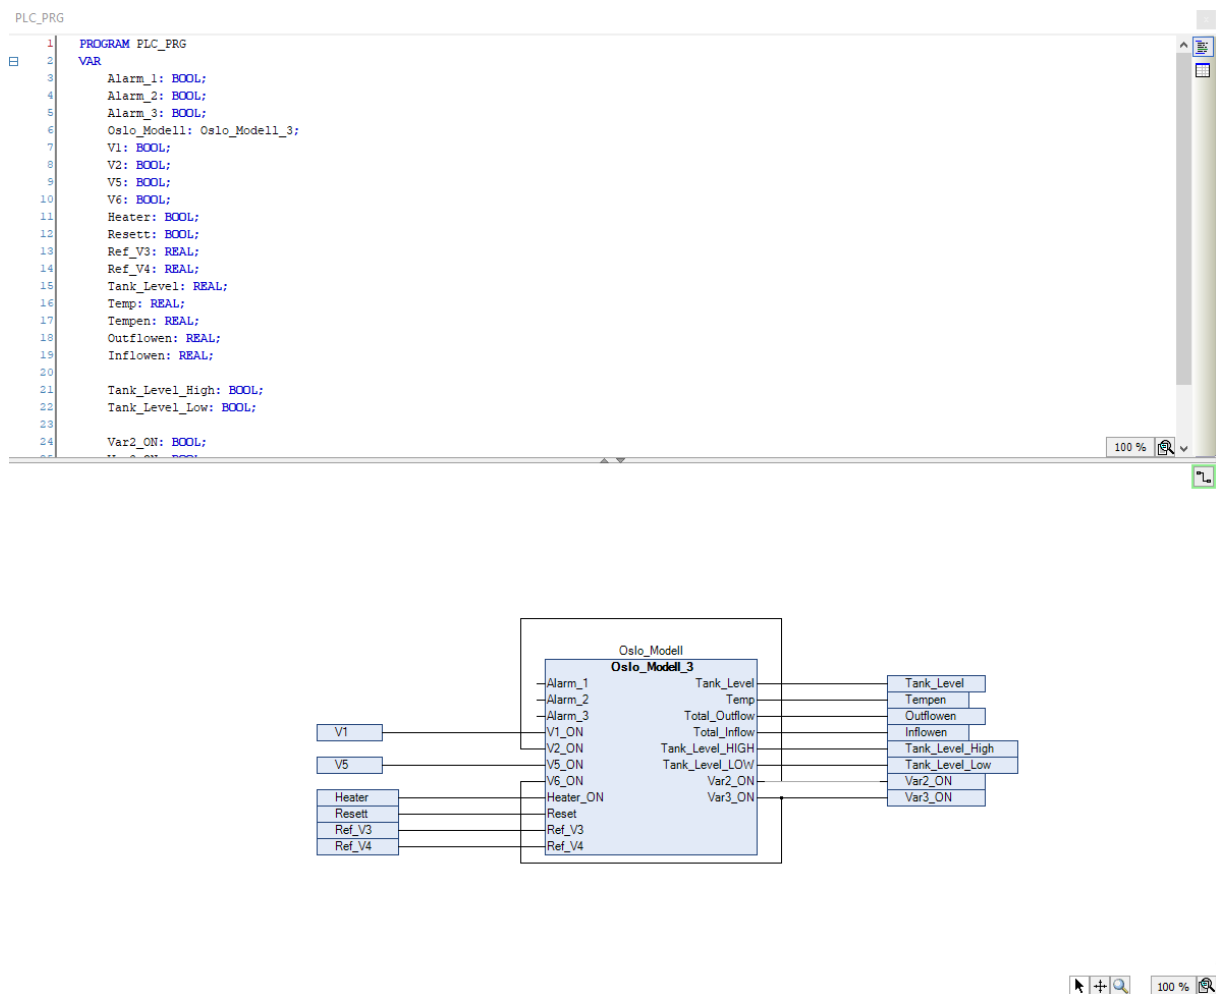 PLC_PRG
1 PROGRAM PLC_PRG
2 VAR
3 Alarm_1: BOOL;
4 Alarm_2: BOOL;
5 Alarm_3: BOOL;
6 Oslo_Modell: Oslo_Modell_3;
7 V1: BOOL;
8 V2: BOOL;
9 V5: BOOL;
10 V6: BOOL;
11 Heater: BOOL;
12 Resett: BOOL;
13 Ref_V3: REAL;
14 Ref_V4: REAL;
15 Tank_Level: REAL;
16 Temp: REAL;
17 Tempen: REAL;
18 Outflowen: REAL;
19 Inflowen: REAL;
20
21 Tank_Level_High: BOOL;
22 Tank_Level_Low: BOOL;
23
24 Var2_ON: BOOL;
100 %
Oslo_Modell
Oslo_Modell_3
Alarm_1 Tank_Level Tank_Level
Alarm_2 Temp Tempen
Alarm_3 Total_Outflow Outflowen
V1 V1_ON Total_Inflow Inflowen
V2_ON Tank_Level_HIGH Tank_Level_High
V5 V5_ON Tank_Level_LOW Tank_Level_Low
V6_ON Var2_ON Var2_ON
Heater Heater_ON Var3_ON Var3_ON
Resett Reset
Ref_V3 Ref_V3
Ref_V4 Ref_V4
100 %